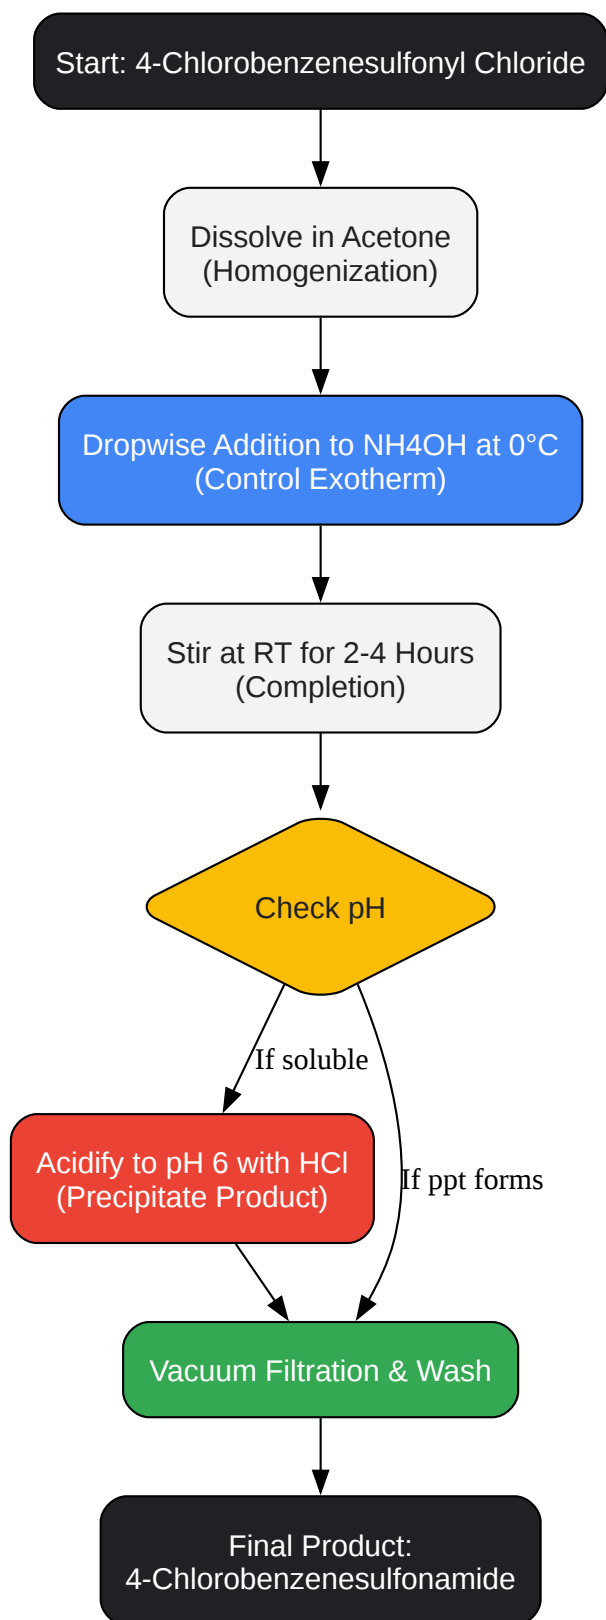 Start: 4-Chlorobenzenesulfonyl Chloride
Dissolve in Acetone
(Homogenization)
Dropwise Addition to NH4OH at 0°C
(Control Exotherm)
Stir at RT for 2-4 Hours
(Completion)
Check pH
If soluble
Acidify to pH 6 with HCl
(Precipitate Product)
If ppt forms
Vacuum Filtration & Wash
Final Product:
4-Chlorobenzenesulfonamide